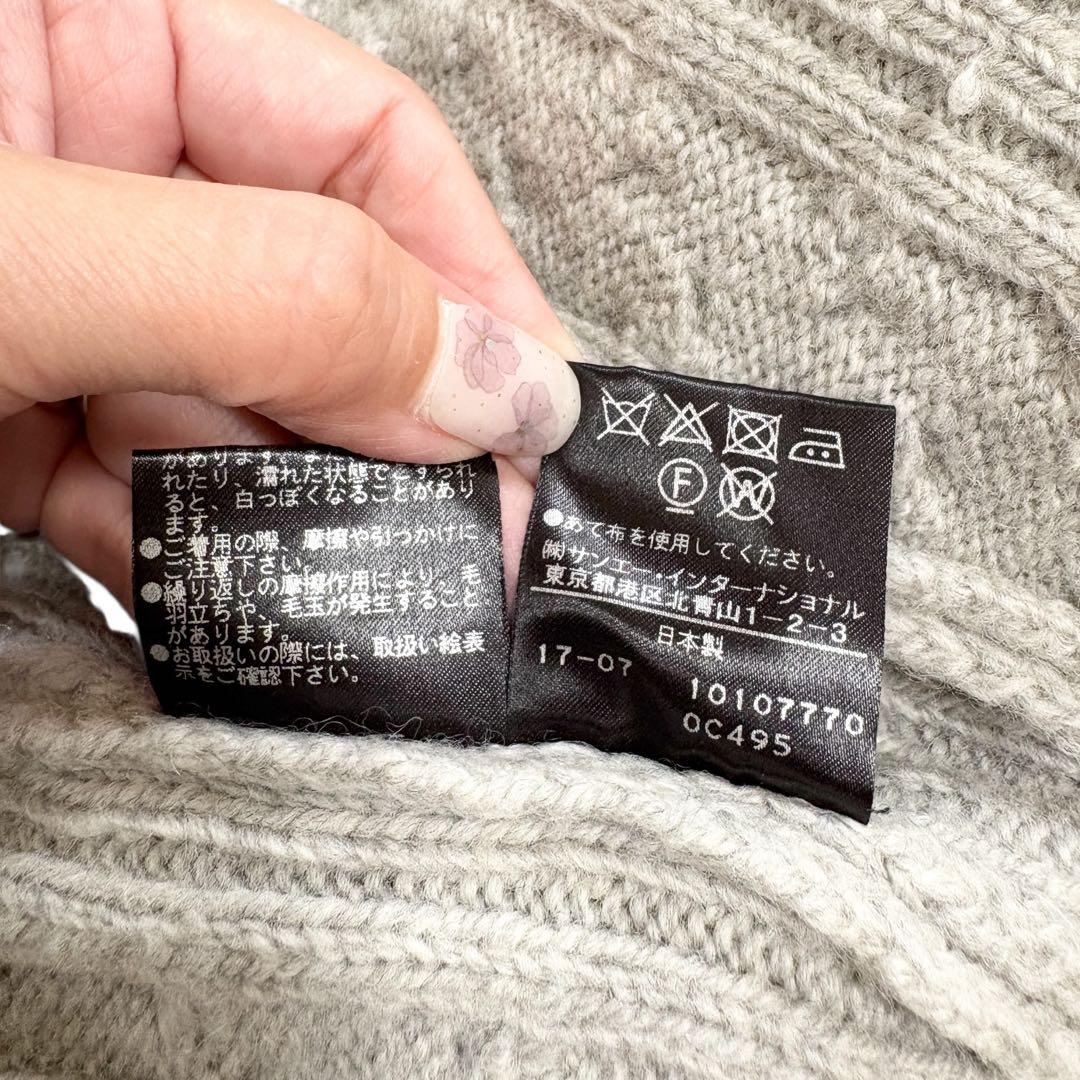 があります。
たり、濡れた状態でこすられ
れると、白っぽくなることがあり
ます。
●ご着用の際、摩擦や引っかけに
ご注意下さい。
●繰り返しの摩擦作用により、毛
羽立ちや、毛玉が発生すること
があります。
●お取扱いの際には、取扱い絵表
示をご確認下さい。
F W
●あて布を使用してください。
㈱サンエー・インターナショナル
東京都港区北青山1-2-3
日本製
17-07
10107770
0C495